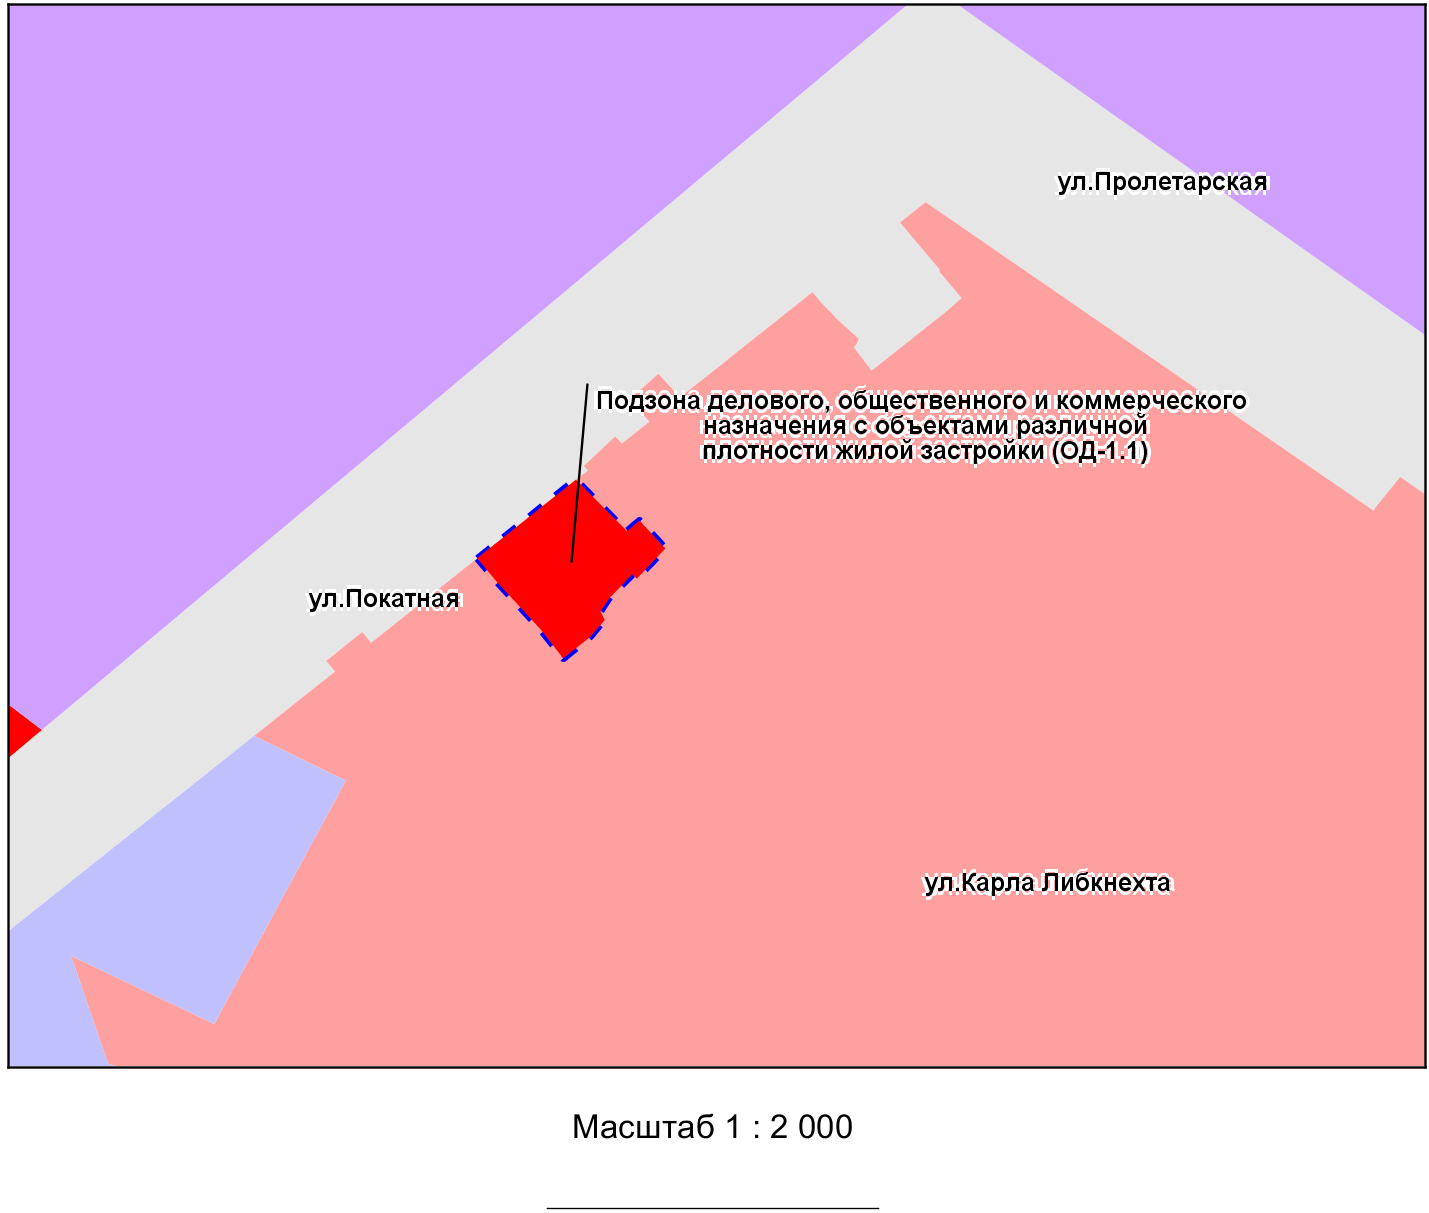 ул.Пролетарская
Подзона делового, общественного и коммерческого
назначения с объектами различной
плотности жилой застройки (ОД-1.1)
ул.Покатная
ул.Карла Либкнехта
Масштаб 1 : 2 000